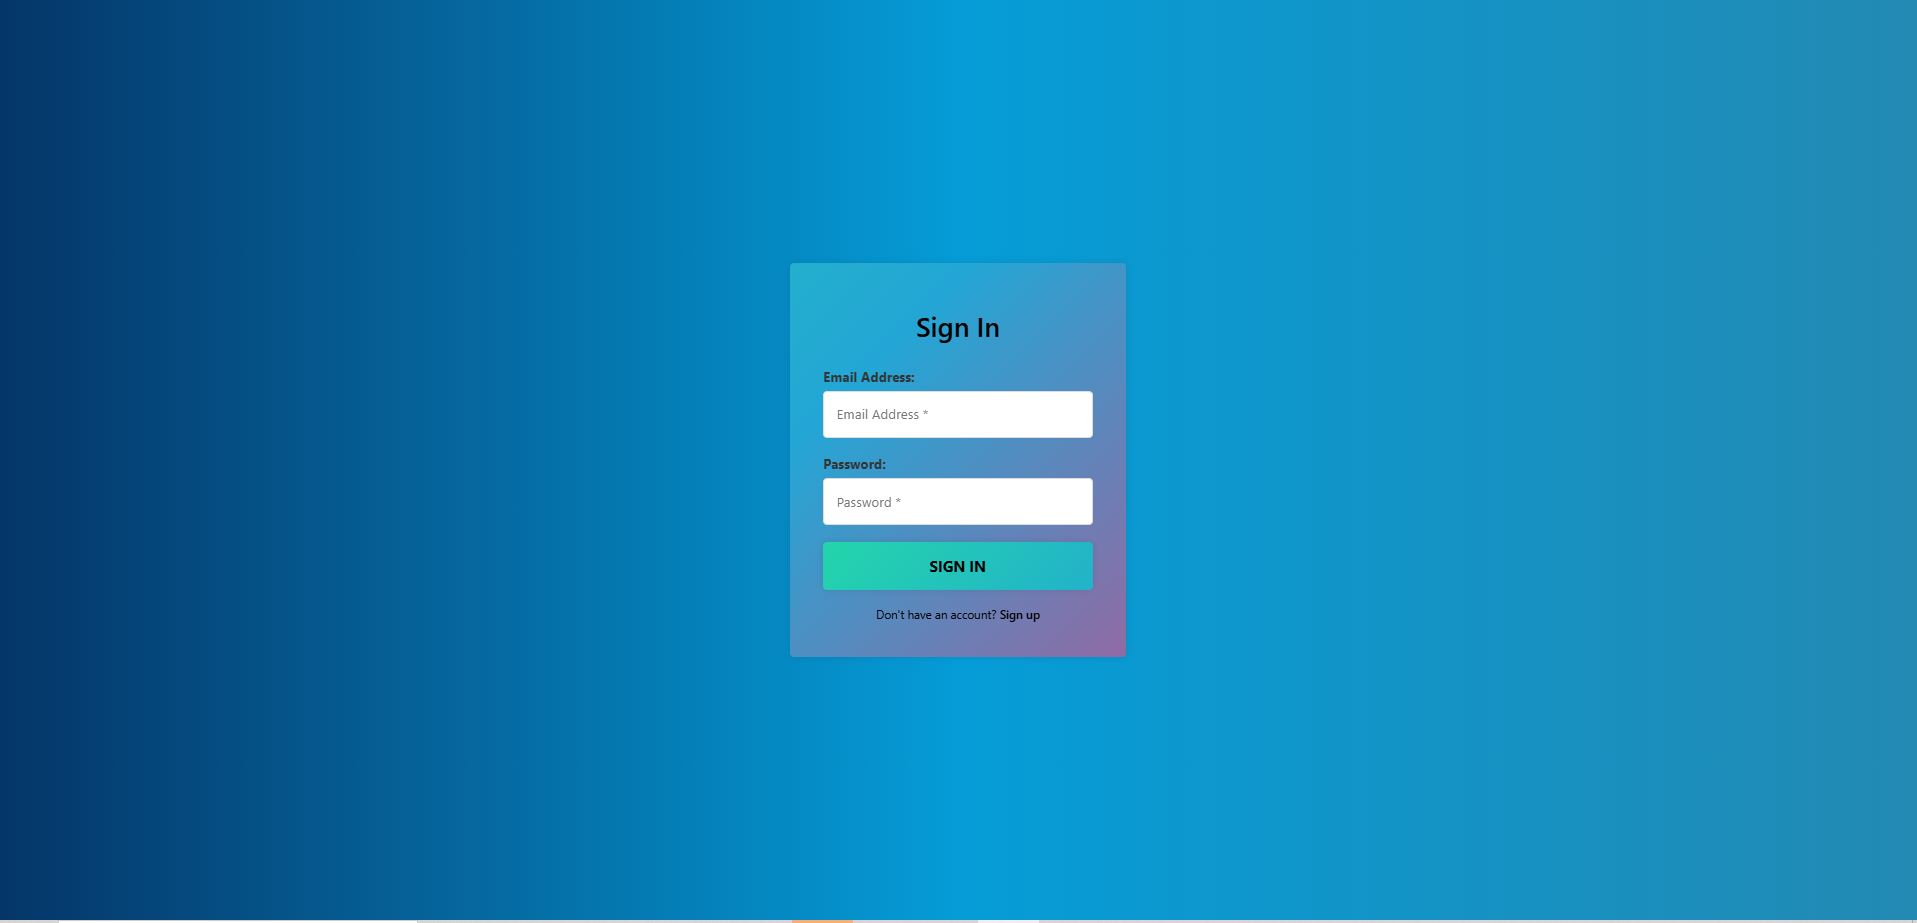 Sign In
Email Address:
Email Address *
Password:
Password *
SIGN IN
Don't have an account? Sign up